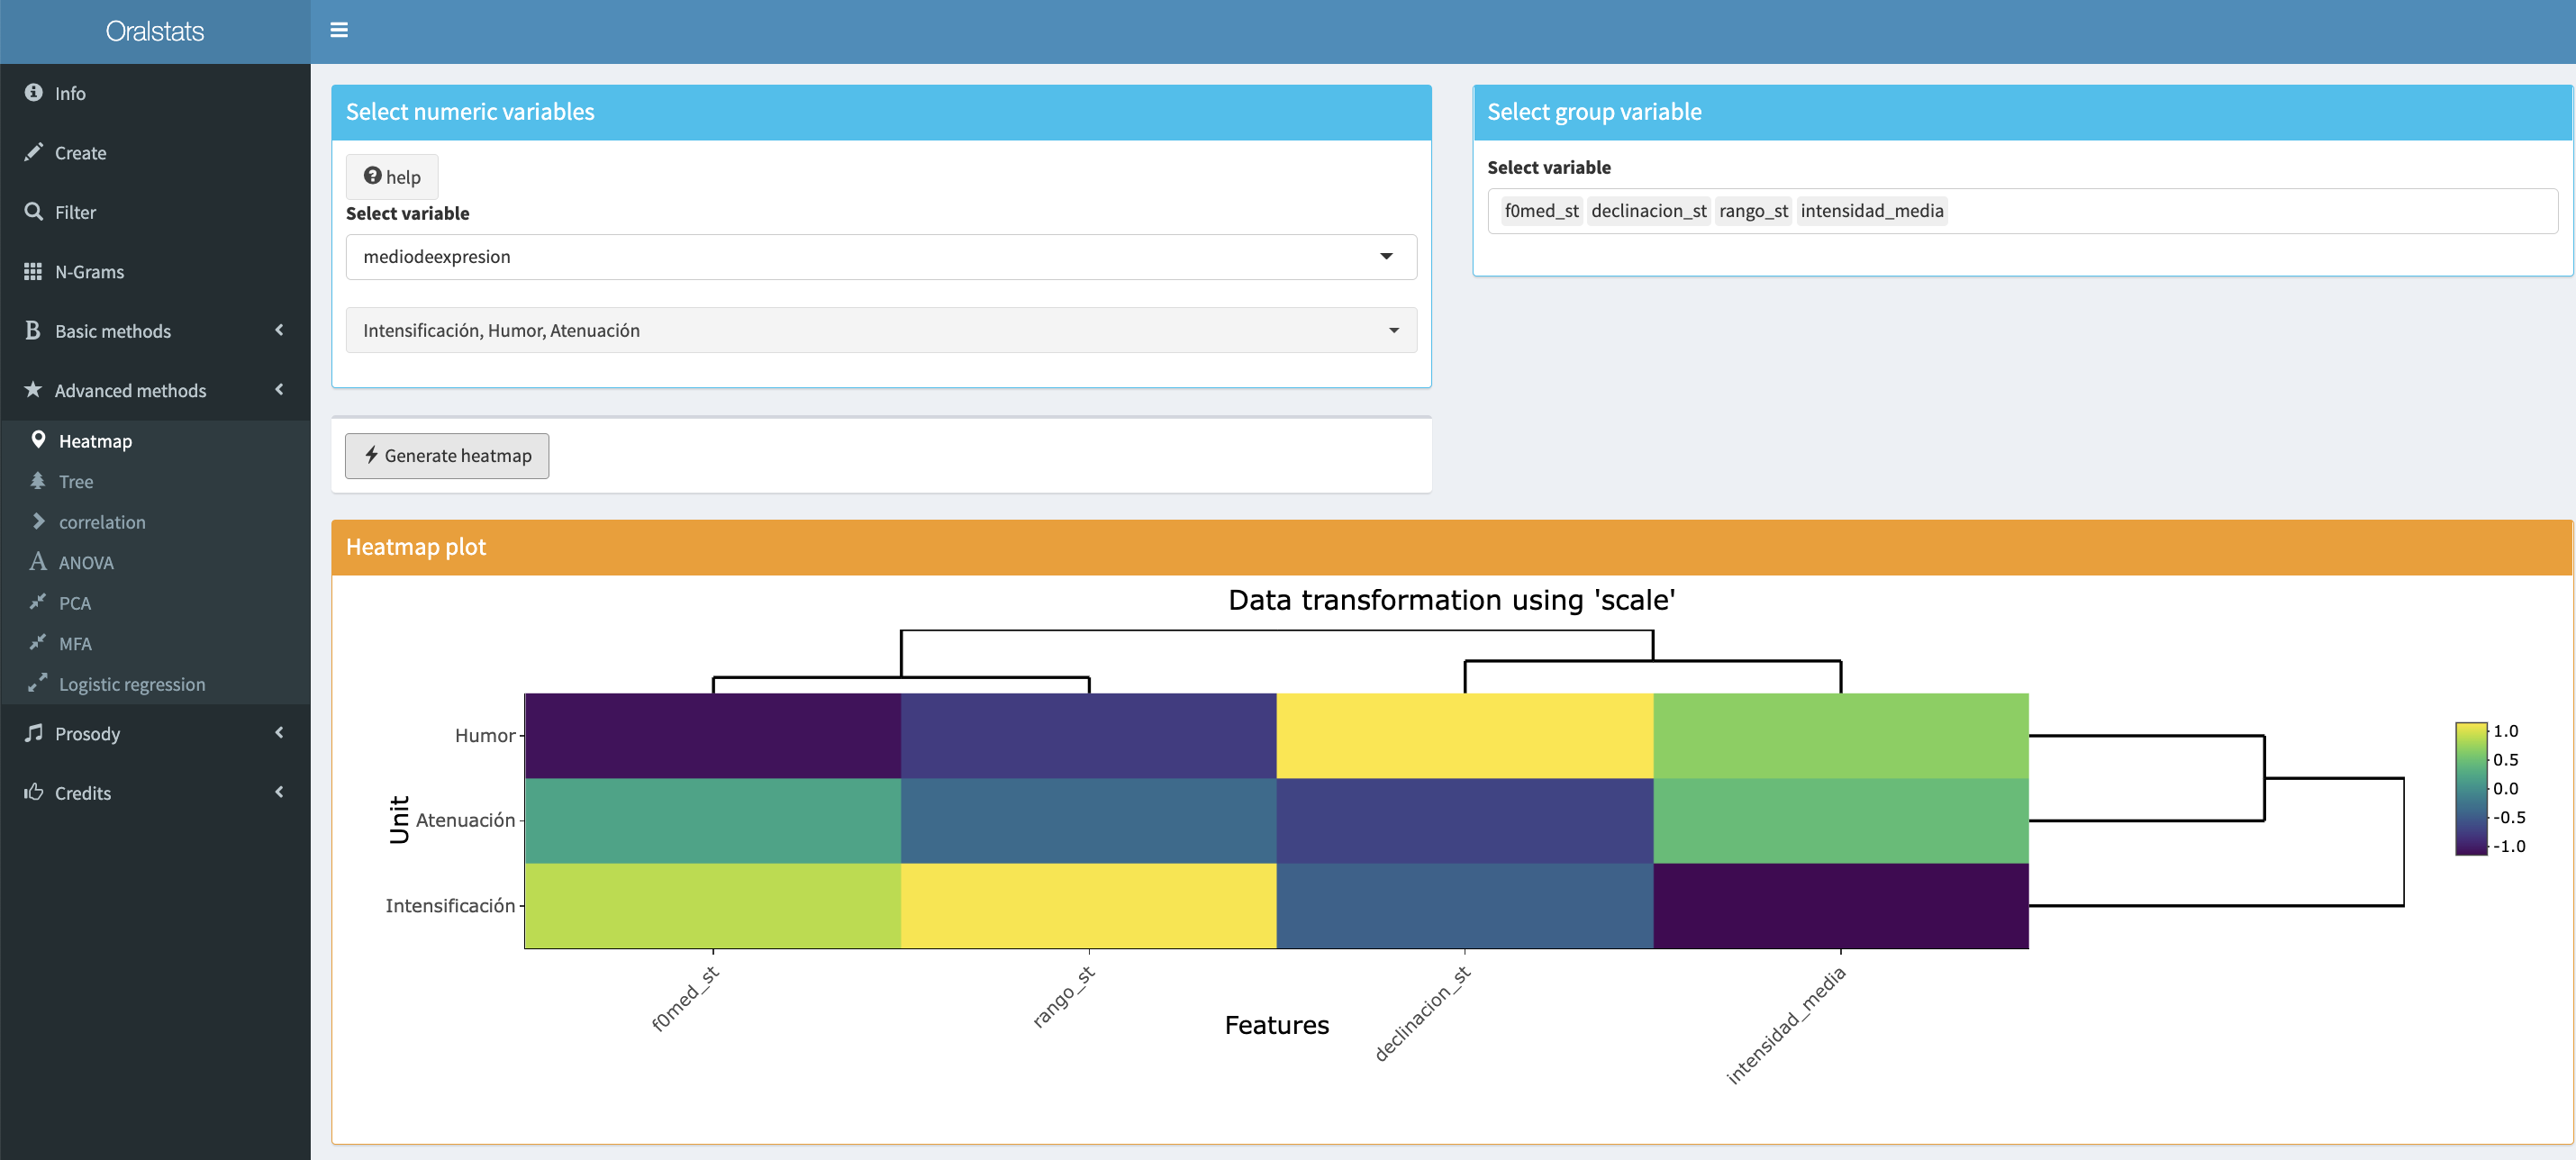 Oralstats
Info
Create
Filter
N-Grams
Basic methods
Advanced methods
Heatmap
Tree
correlation
ANOVA
PCA
MFA
Logistic regression
Prosody
Credits
Select numeric variables
help
Select variable
mediodeexpresion
Intensificación, Humor, Atenuación
Select group variable
Select variable
f0med_st declinacion_st rango_st intensidad_media
Generate heatmap
Heatmap plot
Data transformation using 'scale'
Unit
Humor
Atenuación
Intensificación
f0med_st
rango_st
declinacion_st
intensidad_media
Features
1.0
0.5
0.0
-0.5
-1.0